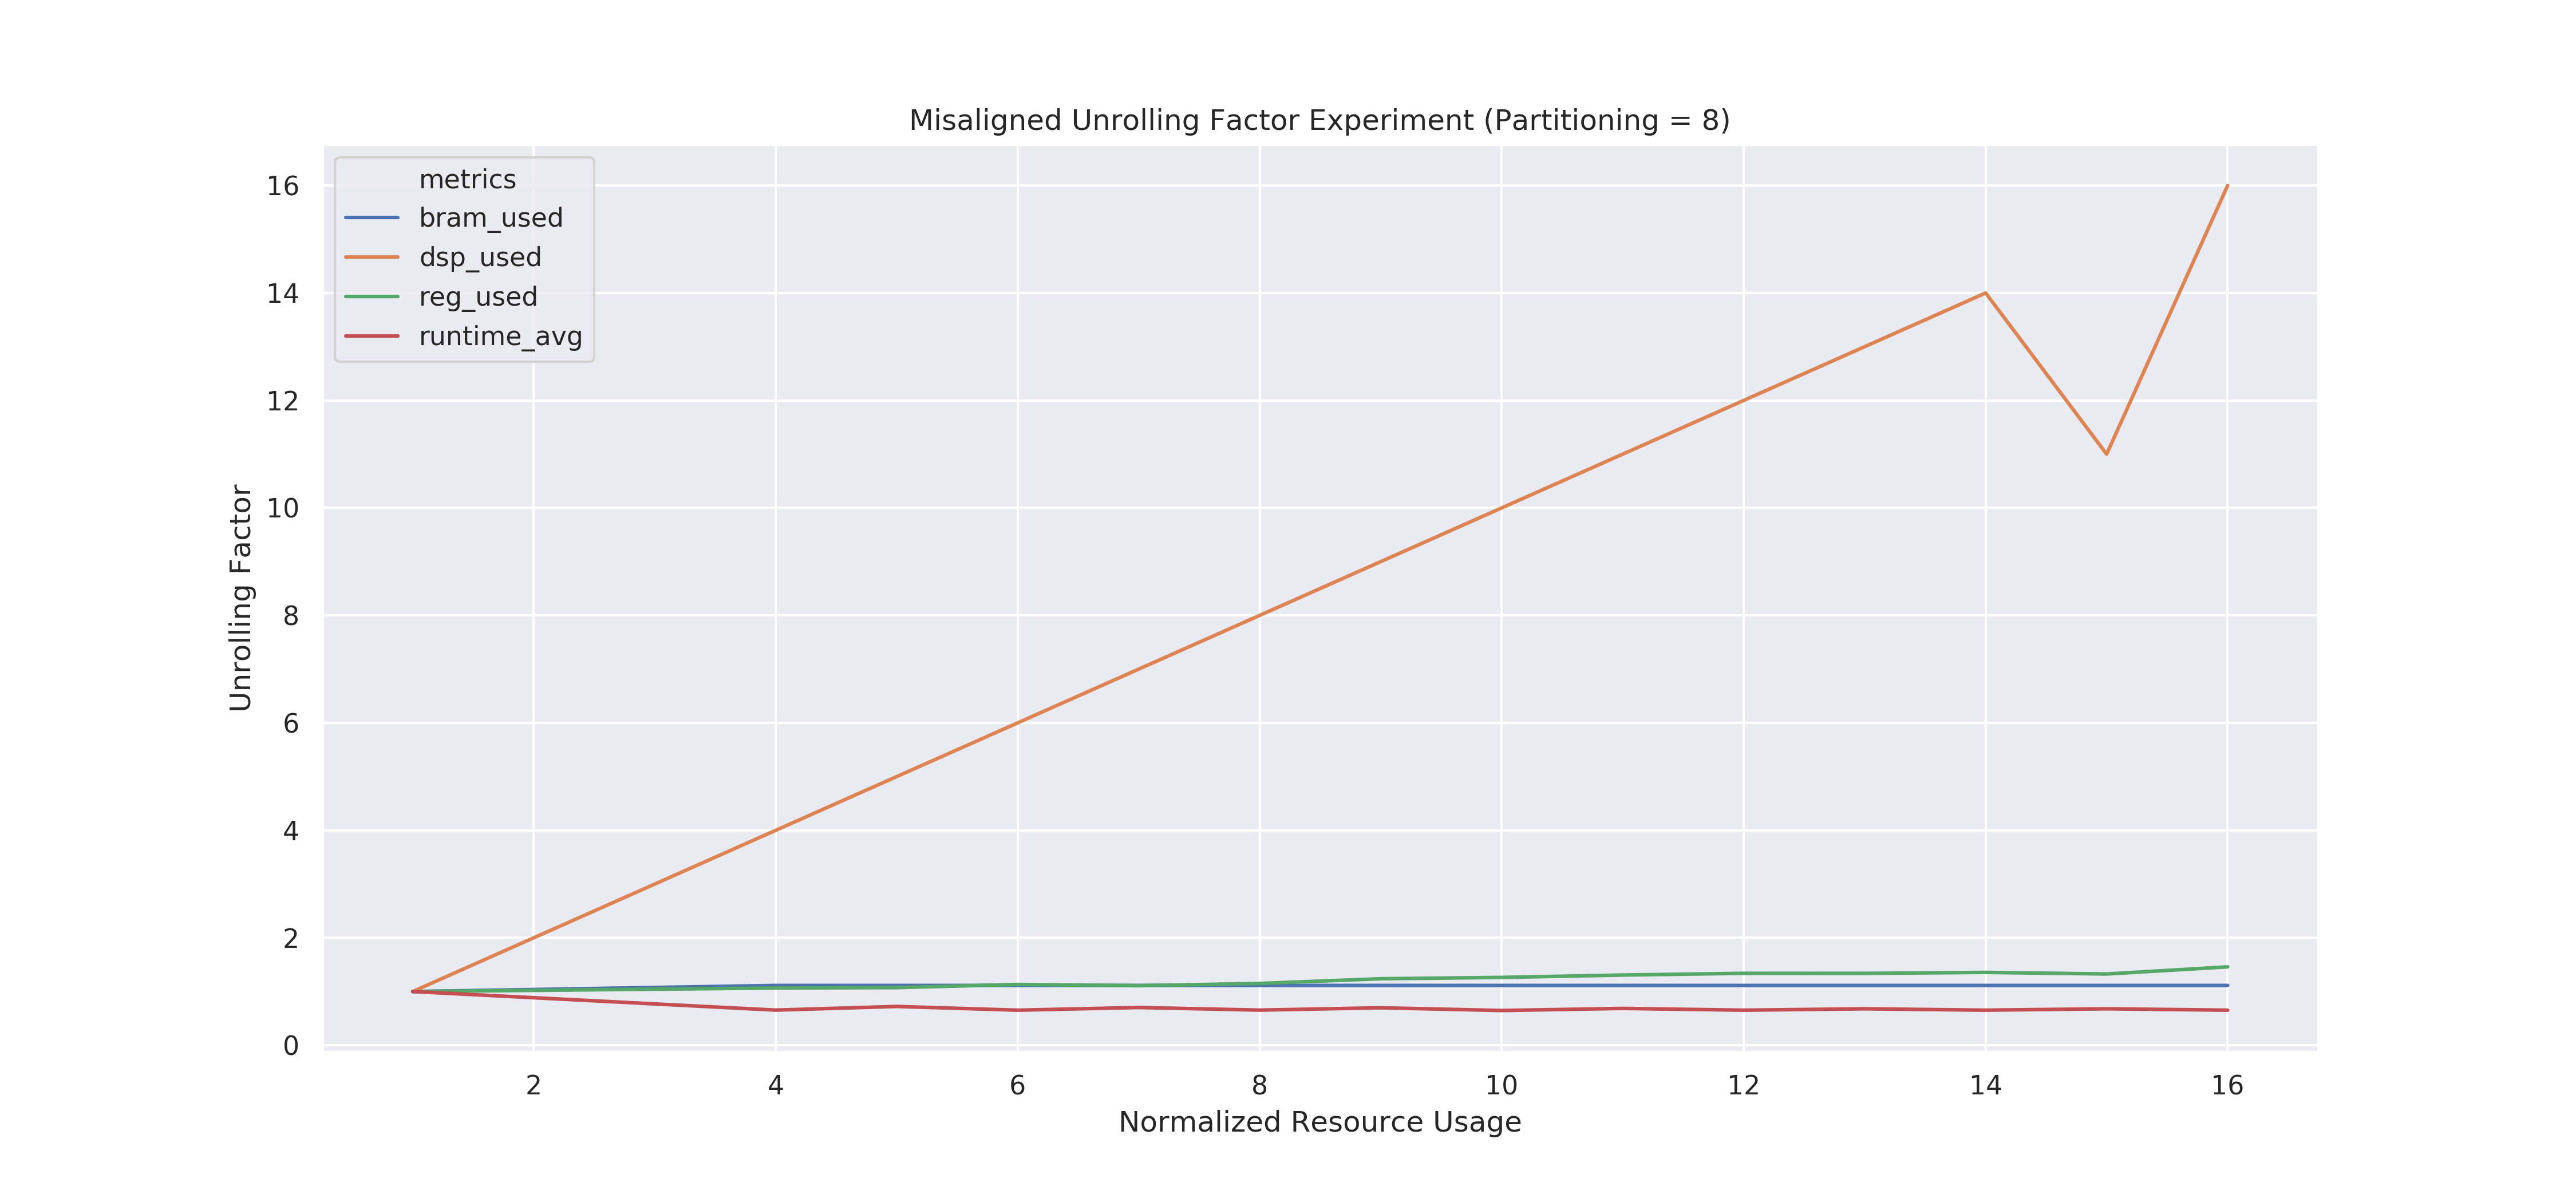 Misaligned Unrolling Factor Experiment (Partitioning = 8)
metrics
bram_used
dsp_used
reg_used
runtime_avg
16
14
12
10
8
6
4
2
0
Unrolling Factor
2 4 6 8 10 12 14 16
Normalized Resource Usage